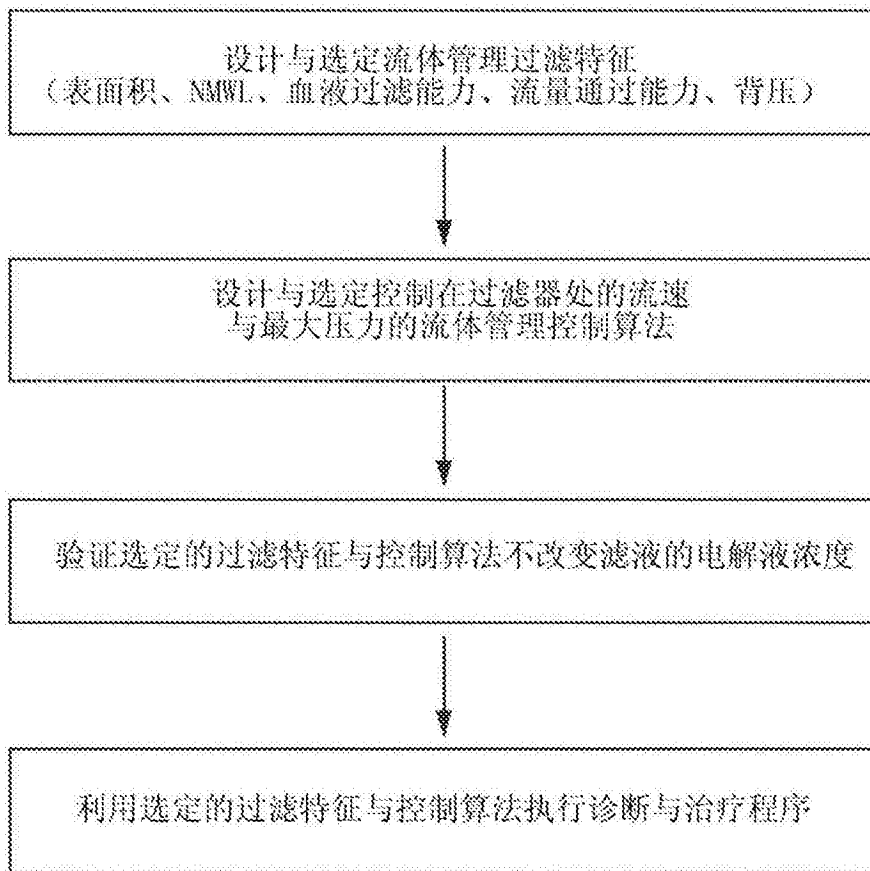 设计与选定流体管理过滤特征
（表面积、NMWL、血液过滤能力、流量通过能力、背压）
设计与选定控制在过滤器处的流速
与最大压力的流体管理控制算法
验证选定的过滤特征与控制算法不改变滤液的电解液浓度
利用选定的过滤特征与控制算法执行诊断与治疗程序